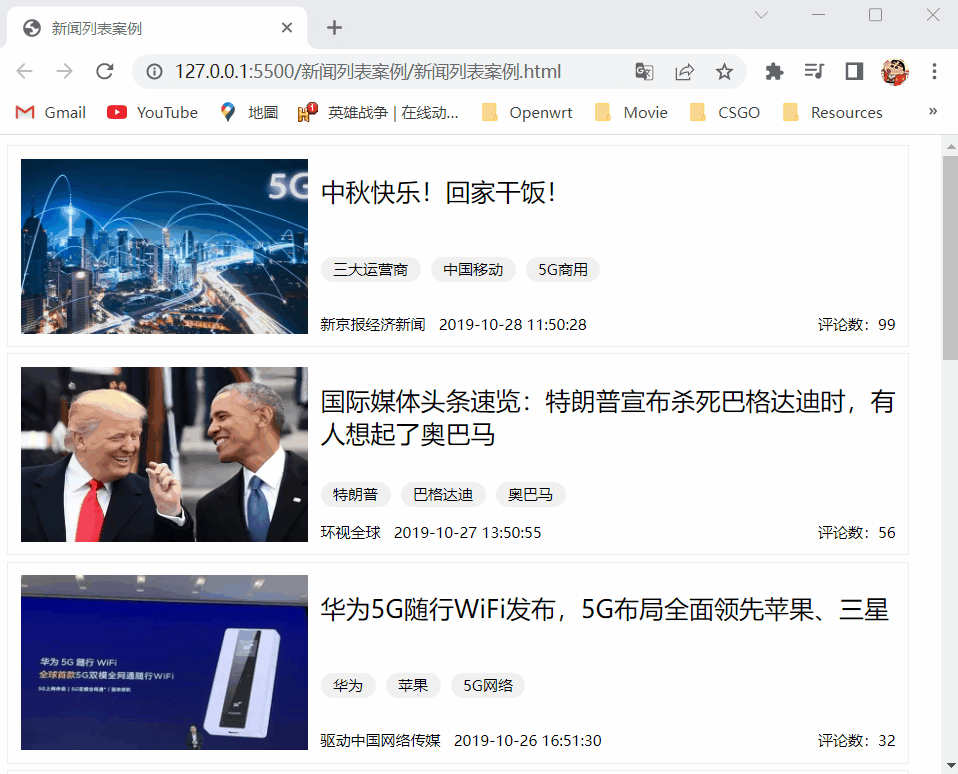 新闻列表案例
127.0.0.1:5500/新闻列表案例/新闻列表案例.html
Gmail YouTube 地圖 英雄战争 | 在线动... Openwrt Movie CSGO Resources »
5G
中秋快乐！回家干饭！
三大运营商 中国移动 5G商用
新京报经济新闻 2019-10-28 11:50:28 评论数：99
国际媒体头条速览：特朗普宣布杀死巴格达迪时，有
人想起了奥巴马
特朗普 巴格达迪 奥巴马
环视全球 2019-10-27 13:50:55 评论数：56
华为 5G 随行 WiFi
全球首款5G双模全网通随行WiFi
华为5G随行WiFi发布，5G布局全面领先苹果、三星
华为 苹果 5G网络
驱动中国网络传媒 2019-10-26 16:51:30 评论数：32